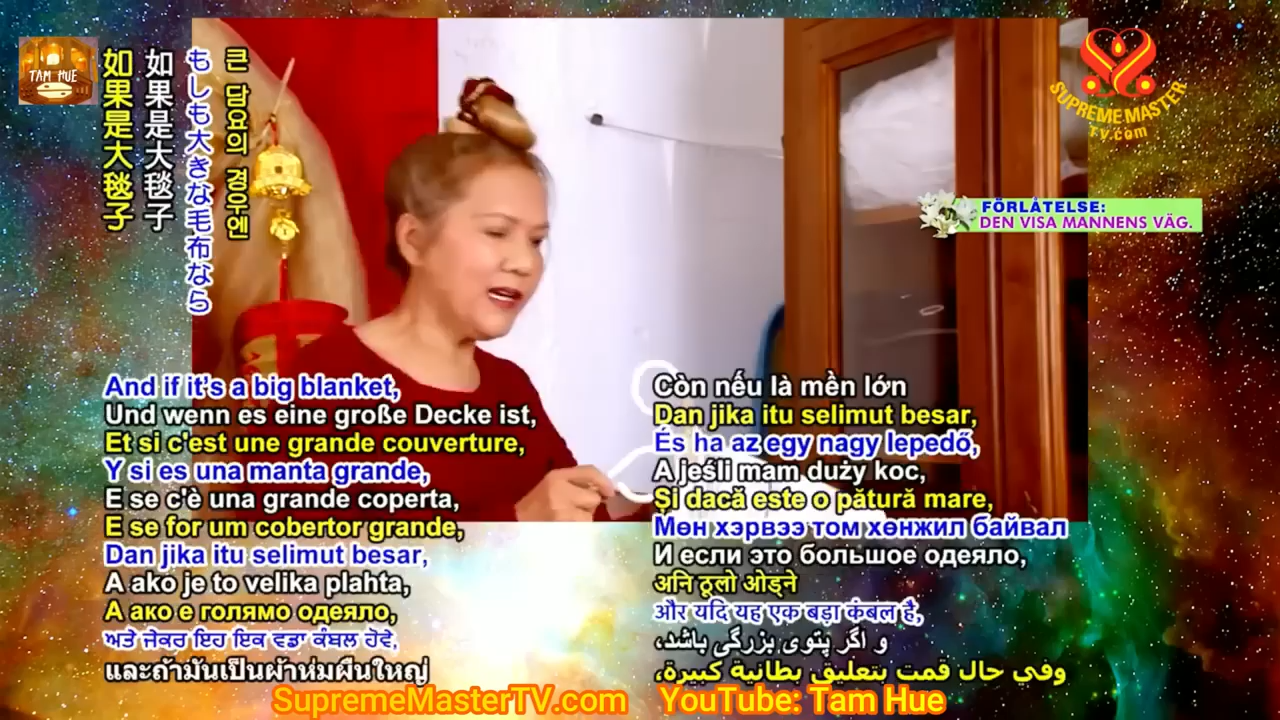 TAM HUE
如果是大毯子
如果是大毯子
もしも大きな毛布なら
큰 담요의 경우엔
SUPREME MASTER
TV.com
FÖRLÅTELSE:
DEN VISA MANNENS VÄG.
And if it's a big blanket,
Und wenn es eine große Decke ist,
Et si c'est une grande couverture,
Y si es una manta grande,
E se c'è una grande coperta,
E se for um cobertor grande,
Dan jika itu selimut besar,
A ako je to velika plahta,
А ако е голямо одеяло,
ਅਤੇ ਜੇਕਰ ਇਹ ਇਕ ਵਡਾ ਕੰਬਲ ਹੋਵੇ,
และถ้ามันเป็นผ้าห่มผืนใหญ่
Còn nếu là mền lớn
Dan jika itu selimut besar,
És ha az egy nagy lepedő,
A jeśli mam duży koc,
Și dacă este o pătură mare,
Мөн хэрвээ том хөнжил байвал
И если это большое одеяло,
अनि ठूलो ओड्ने
और यदि यह एक बड़ा कंबल है,
و اگر پتوی بزرگی باشد،
وفي حال قمت بتعليق بطانية كبيرة،
SupremeMasterTV.com
YouTube: Tam Hue